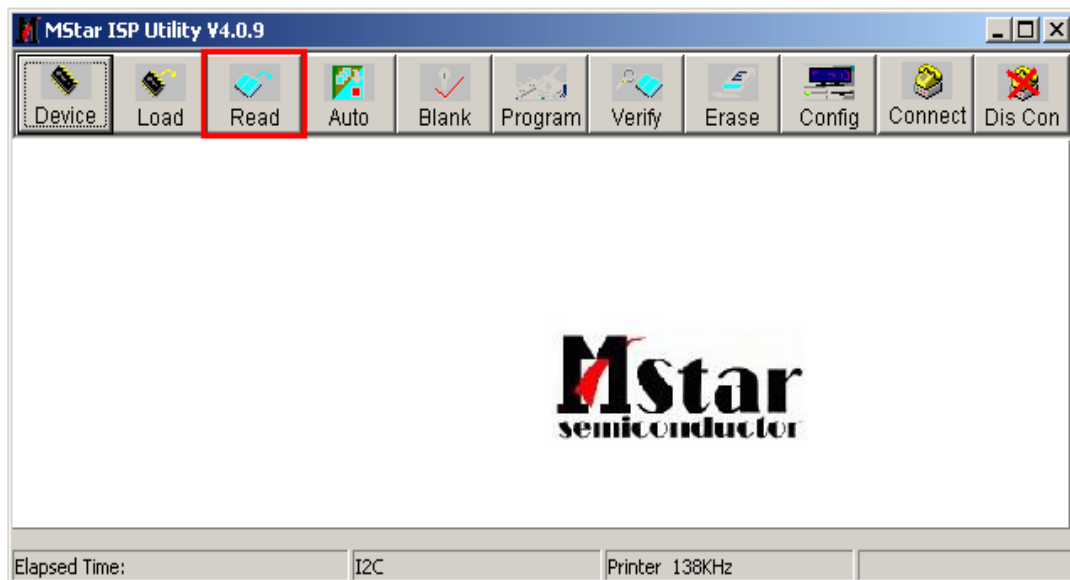 MStar ISP Utility V4.0.9
Device Load Read Auto Blank Program Verify Erase Config Connect Dis Con
MStar
semiconductor
Elapsed Time: I2C Printer 138KHz